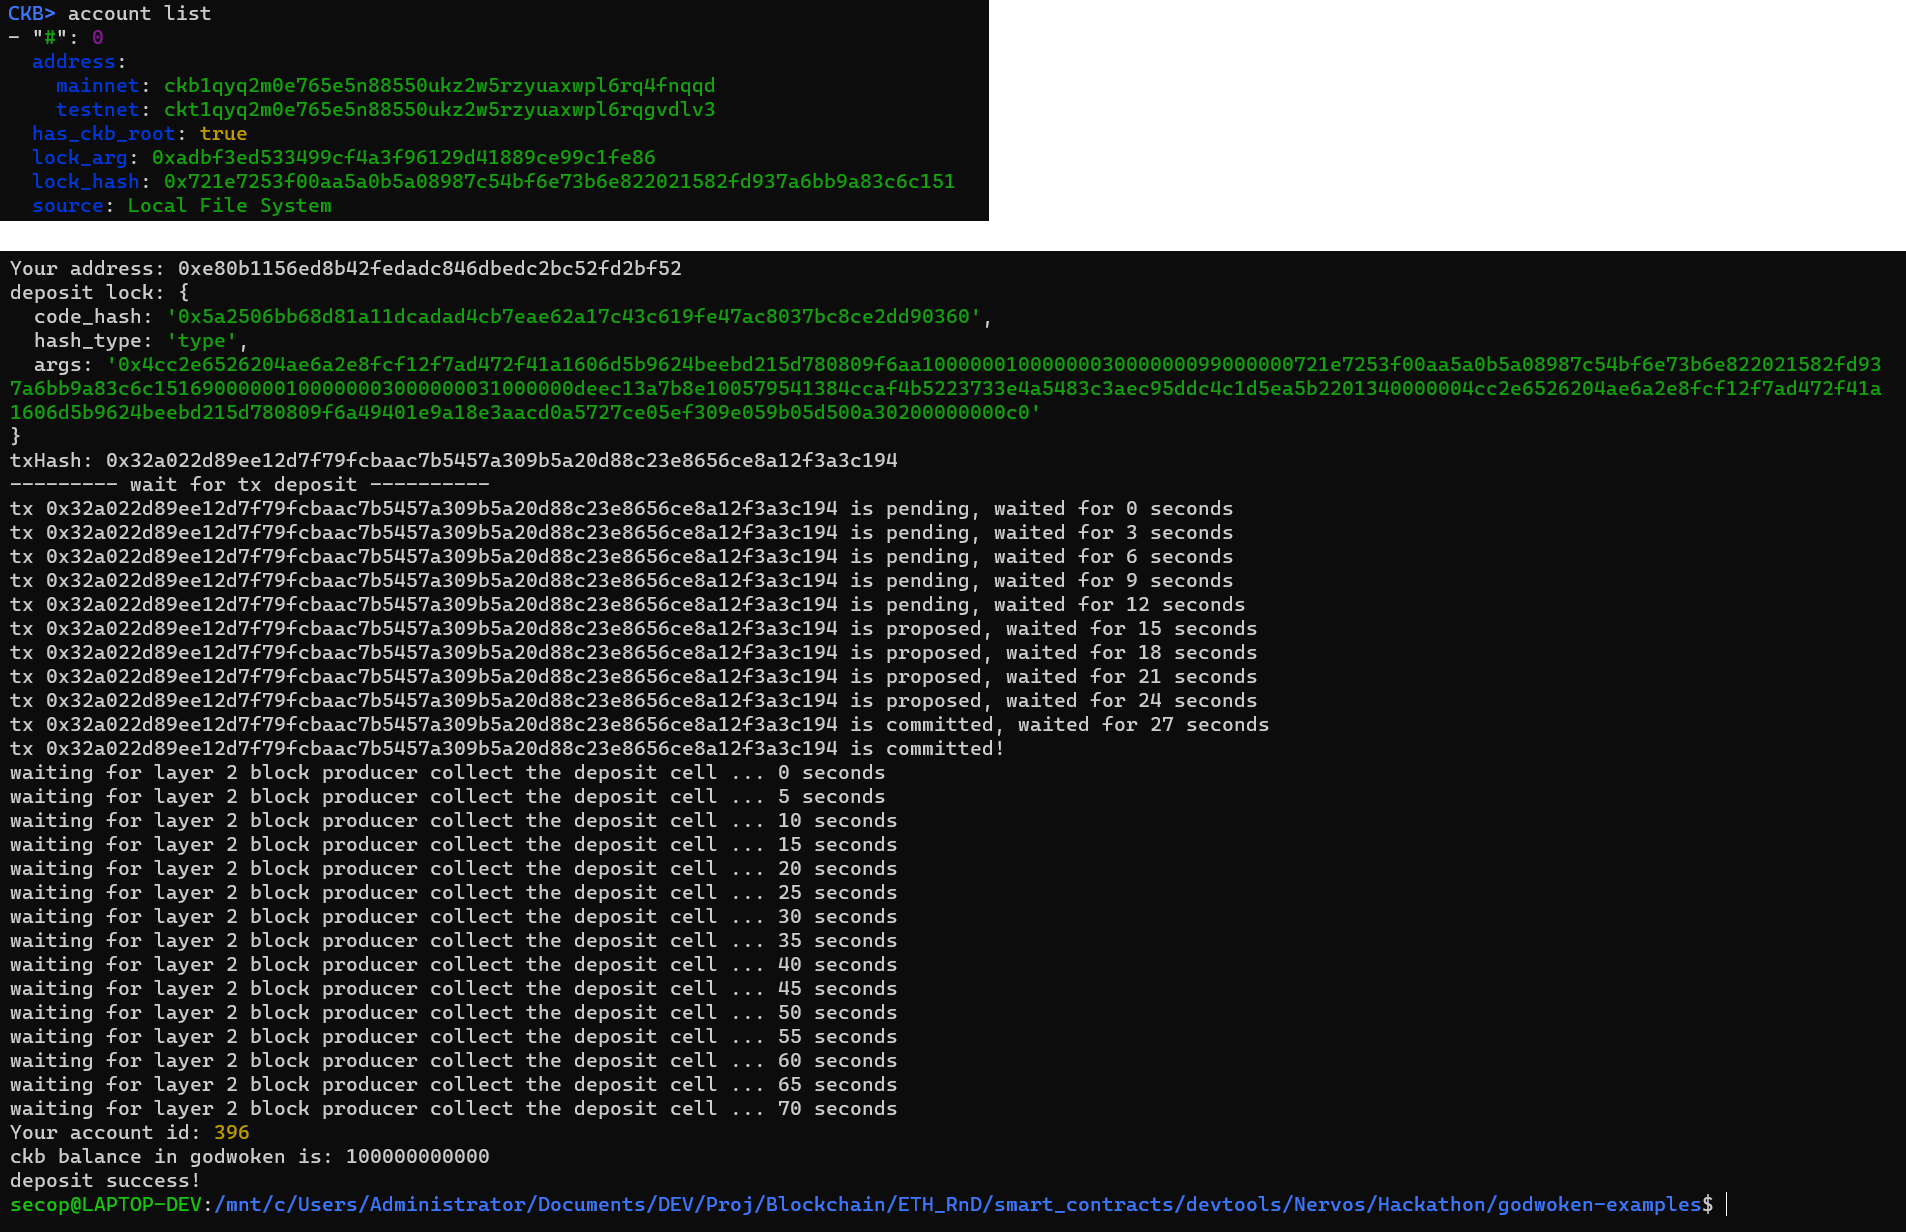 CKB> account list
- "#": 0
  address:
    mainnet: ckb1qyq2m0e765e5n88550ukz2w5rzyuaxwpl6rq4fnqqd
    testnet: ckt1qyq2m0e765e5n88550ukz2w5rzyuaxwpl6rqgvdlv3
  has_ckb_root: true
  lock_arg: 0xadbf3ed533499cf4a3f96129d41889ce99c1fe86
  lock_hash: 0x721e7253f00aa5a0b5a08987c54bf6e73b6e822021582fd937a6bb9a83c6c151
  source: Local File System
Your address: 0xe80b1156ed8b42fedadc846dbedc2bc52fd2bf52
deposit lock: {
  code_hash: '0x5a2506bb68d81a11dcadad4cb7eae62a17c43c619fe47ac8037bc8ce2dd90360',
  hash_type: 'type',
  args: '0x4cc2e6526204ae6a2e8fcf12f7ad472f41a1606d5b9624beebd215d780809f6aa10000001000000030000000099000000721e7253f00aa5a0b5a08987c54bf6e73b6e822021582fd93
7a6bb9a83c6c151690000001000000003000000031000000deec13a7b8e100579541384ccaf4b5223733e4a5483c3aec95ddc4c1d5ea5b2201340000004cc2e6526204ae6a2e8fcf12f7ad472f41a
1606d5b9624beebd215d780809f6a49401e9a18e3aacd0a5727ce05ef309e059b05d500a30200000000c0'
}
txHash: 0x32a022d89ee12d7f79fcbaac7b5457a309b5a20d88c23e8656ce8a12f3a3c194
--------- wait for tx deposit ----------
tx 0x32a022d89ee12d7f79fcbaac7b5457a309b5a20d88c23e8656ce8a12f3a3c194 is pending, waited for 0 seconds
tx 0x32a022d89ee12d7f79fcbaac7b5457a309b5a20d88c23e8656ce8a12f3a3c194 is pending, waited for 3 seconds
tx 0x32a022d89ee12d7f79fcbaac7b5457a309b5a20d88c23e8656ce8a12f3a3c194 is pending, waited for 6 seconds
tx 0x32a022d89ee12d7f79fcbaac7b5457a309b5a20d88c23e8656ce8a12f3a3c194 is pending, waited for 9 seconds
tx 0x32a022d89ee12d7f79fcbaac7b5457a309b5a20d88c23e8656ce8a12f3a3c194 is pending, waited for 12 seconds
tx 0x32a022d89ee12d7f79fcbaac7b5457a309b5a20d88c23e8656ce8a12f3a3c194 is proposed, waited for 15 seconds
tx 0x32a022d89ee12d7f79fcbaac7b5457a309b5a20d88c23e8656ce8a12f3a3c194 is proposed, waited for 18 seconds
tx 0x32a022d89ee12d7f79fcbaac7b5457a309b5a20d88c23e8656ce8a12f3a3c194 is proposed, waited for 21 seconds
tx 0x32a022d89ee12d7f79fcbaac7b5457a309b5a20d88c23e8656ce8a12f3a3c194 is proposed, waited for 24 seconds
tx 0x32a022d89ee12d7f79fcbaac7b5457a309b5a20d88c23e8656ce8a12f3a3c194 is committed, waited for 27 seconds
tx 0x32a022d89ee12d7f79fcbaac7b5457a309b5a20d88c23e8656ce8a12f3a3c194 is committed!
waiting for layer 2 block producer collect the deposit cell ... 0 seconds
waiting for layer 2 block producer collect the deposit cell ... 5 seconds
waiting for layer 2 block producer collect the deposit cell ... 10 seconds
waiting for layer 2 block producer collect the deposit cell ... 15 seconds
waiting for layer 2 block producer collect the deposit cell ... 20 seconds
waiting for layer 2 block producer collect the deposit cell ... 25 seconds
waiting for layer 2 block producer collect the deposit cell ... 30 seconds
waiting for layer 2 block producer collect the deposit cell ... 35 seconds
waiting for layer 2 block producer collect the deposit cell ... 40 seconds
waiting for layer 2 block producer collect the deposit cell ... 45 seconds
waiting for layer 2 block producer collect the deposit cell ... 50 seconds
waiting for layer 2 block producer collect the deposit cell ... 55 seconds
waiting for layer 2 block producer collect the deposit cell ... 60 seconds
waiting for layer 2 block producer collect the deposit cell ... 65 seconds
waiting for layer 2 block producer collect the deposit cell ... 70 seconds
Your account id: 396
ckb balance in godwoken is: 100000000000
deposit success!
secop@LAPTOP-DEV:/mnt/c/Users/Administrator/Documents/DEV/Proj/Blockchain/ETH_RnD/smart_contracts/devtools/Nervos/Hackathon/godwoken-examples$